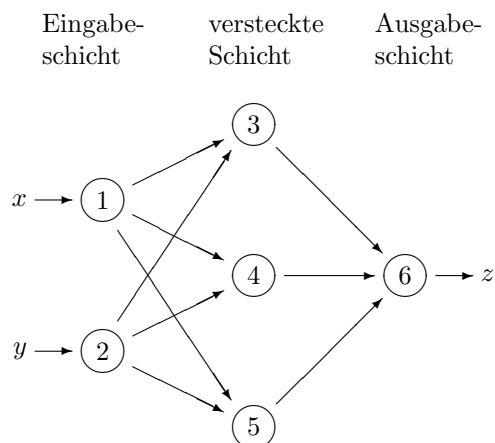 Eingabe-
schicht
versteckte
Schicht
Ausgabe-
schicht
3
x
1
4
6
z
y
2
5